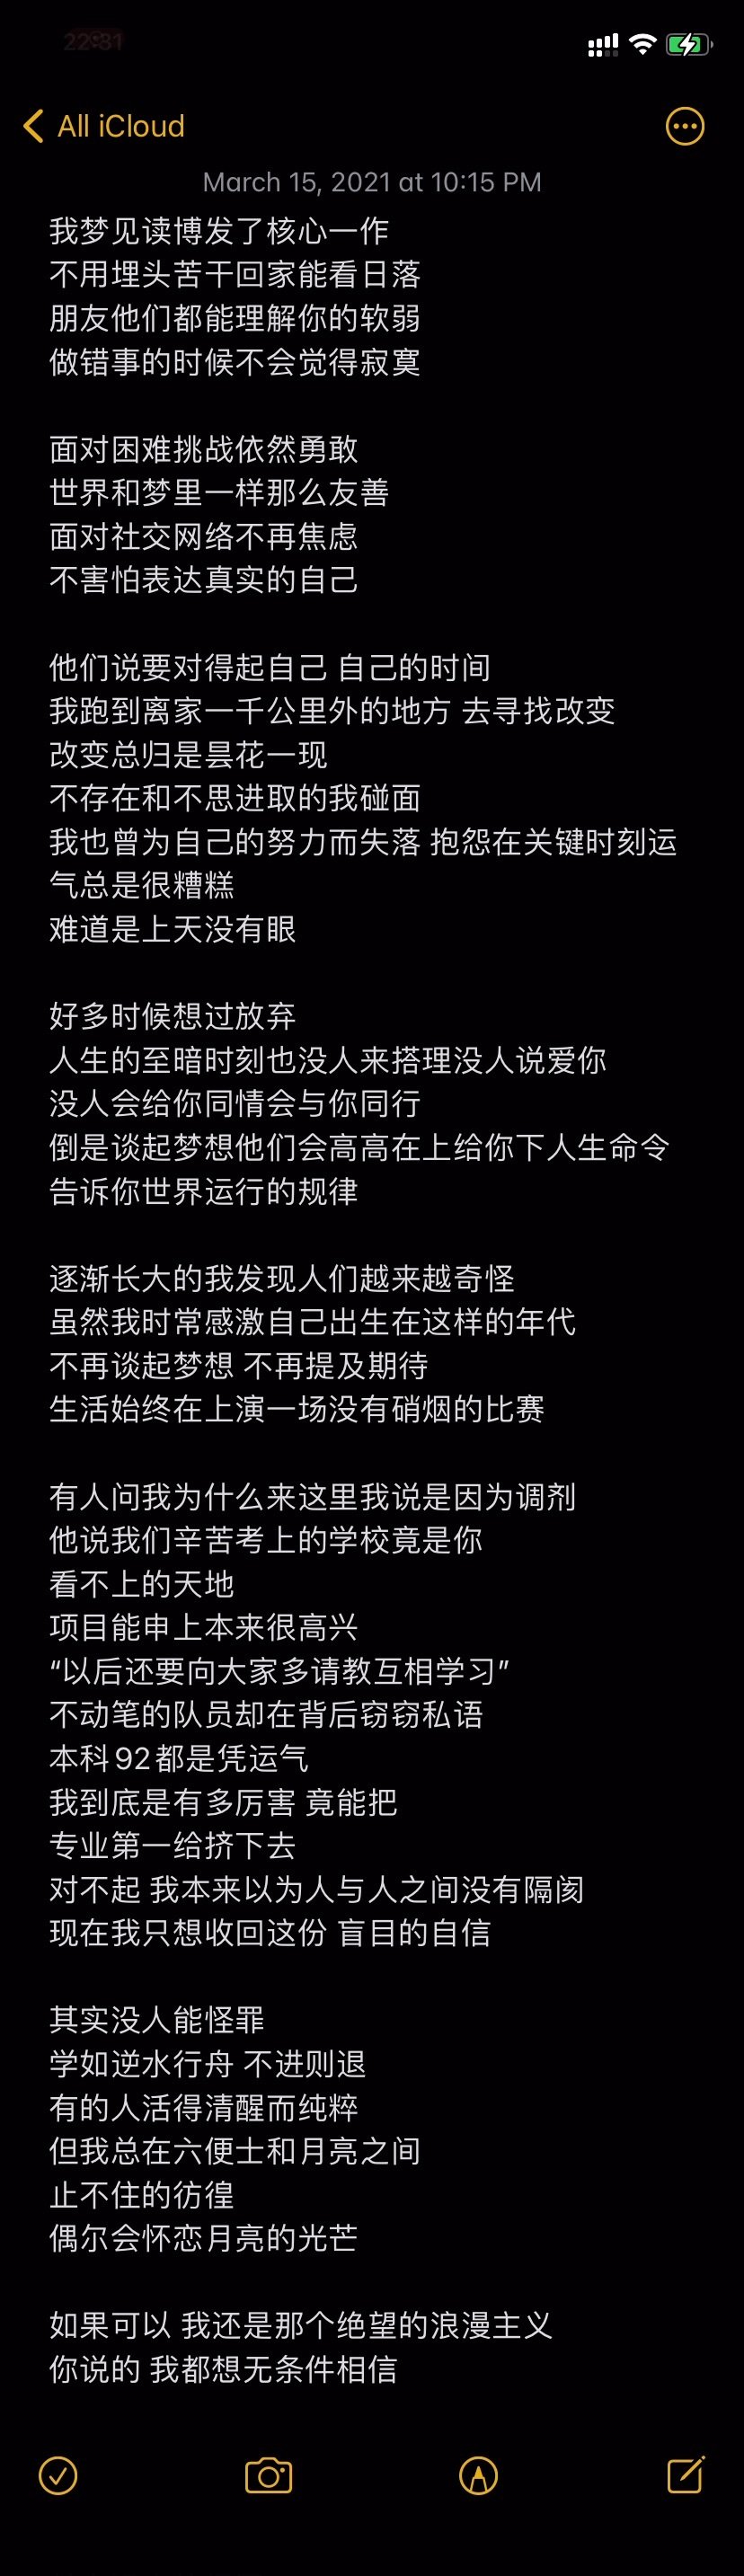 All iCloud
March 15, 2021 at 10:15 PM
我梦见读博发了核心一作
不用埋头苦干回家能看日落
朋友他们都能理解你的软弱
做错事的时候不会觉得寂寞
面对困难挑战依然勇敢
世界和梦里一样那么友善
面对社交网络不再焦虑
不害怕表达真实的自己
他们说要对得起自己 自己的时间
我跑到离家一千公里外的地方 去寻找改变
改变总归是昙花一现
不存在和不思进取的我碰面
我也曾为自己的努力而失落 抱怨在关键时刻运
气总是很糟糕
难道是上天没有眼
好多时候想过放弃
人生的至暗时刻也没人来搭理没人说爱你
没人会给你同情会与你同行
倒是谈起梦想他们会高高在上给你下人生命令
告诉你世界运行的规律
逐渐长大的我发现人们越来越奇怪
虽然我时常感激自己出生在这样的年代
不再谈起梦想 不再提及期待
生活始终在上演一场没有硝烟的比赛
有人问我为什么来这里我说是因为调剂
他说我们辛苦考上的学校竟是你
看不上的天地
项目能申上本来很高兴
“以后还要向大家多请教互相学习”
不动笔的队员却在背后窃窃私语
本科92都是凭运气
我到底是有多厉害 竟能把
专业第一给挤下去
对不起 我本来以为人与人之间没有隔阂
现在我只想收回这份 盲目的自信
其实没人能怪罪
学如逆水行舟 不进则退
有的人活得清醒而纯粹
但我总在六便士和月亮之间
止不住的彷徨
偶尔会怀恋月亮的光芒
如果可以 我还是那个绝望的浪漫主义
你说的 我都想无条件相信